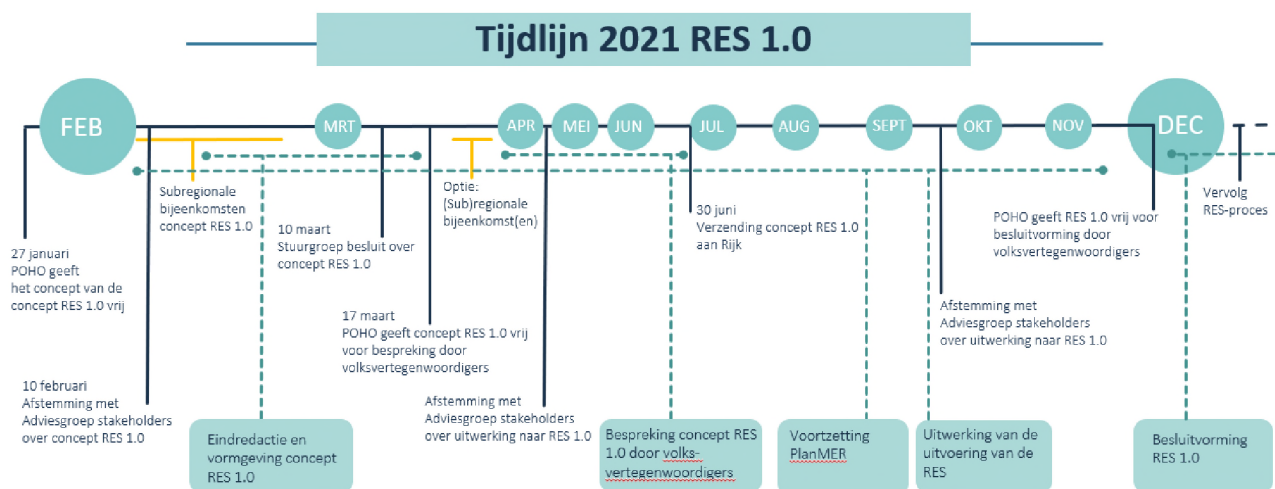 Tijdlijn 2021 RES 1.0
FEB
MRT
APR
MEI
JUN
JUL
AUG
SEPT
OKT
NOV
DEC
27 januari
POHO geeft
het concept van de
concept RES 1.0 vrij
10 februari
Afstemming met
Adviesgroep stakeholders
over concept RES 1.0
Subregionale
bijeenkomsten
concept RES 1.0
10 maart
Stuurgroep besluit over
concept RES 1.0
17 maart
POHO geeft concept RES 1.0 vrij
voor bespreking door
volksvertegenwoordigers
Optie:
(Sub)regionale
bijeenkomst(en)
Afstemming met
Adviesgroep stakeholders
over uitwerking naar RES 1.0
30 juni
Verzending concept RES 1.0
aan Rijk
Afstemming met
Adviesgroep stakeholders
over uitwerking naar RES 1.0
POHO geeft RES 1.0 vrij voor
besluitvorming door
volksvertegenwoordigers
Vervolg
RES-proces
Eindredactie en
vormgeving concept
RES 1.0
Bespreking concept RES
1.0 door volks-
vertegenwoordigers
Voortzetting
PlanMER
Uitwerking van de
uitvoering van de
RES
Besluitvorming
RES 1.0